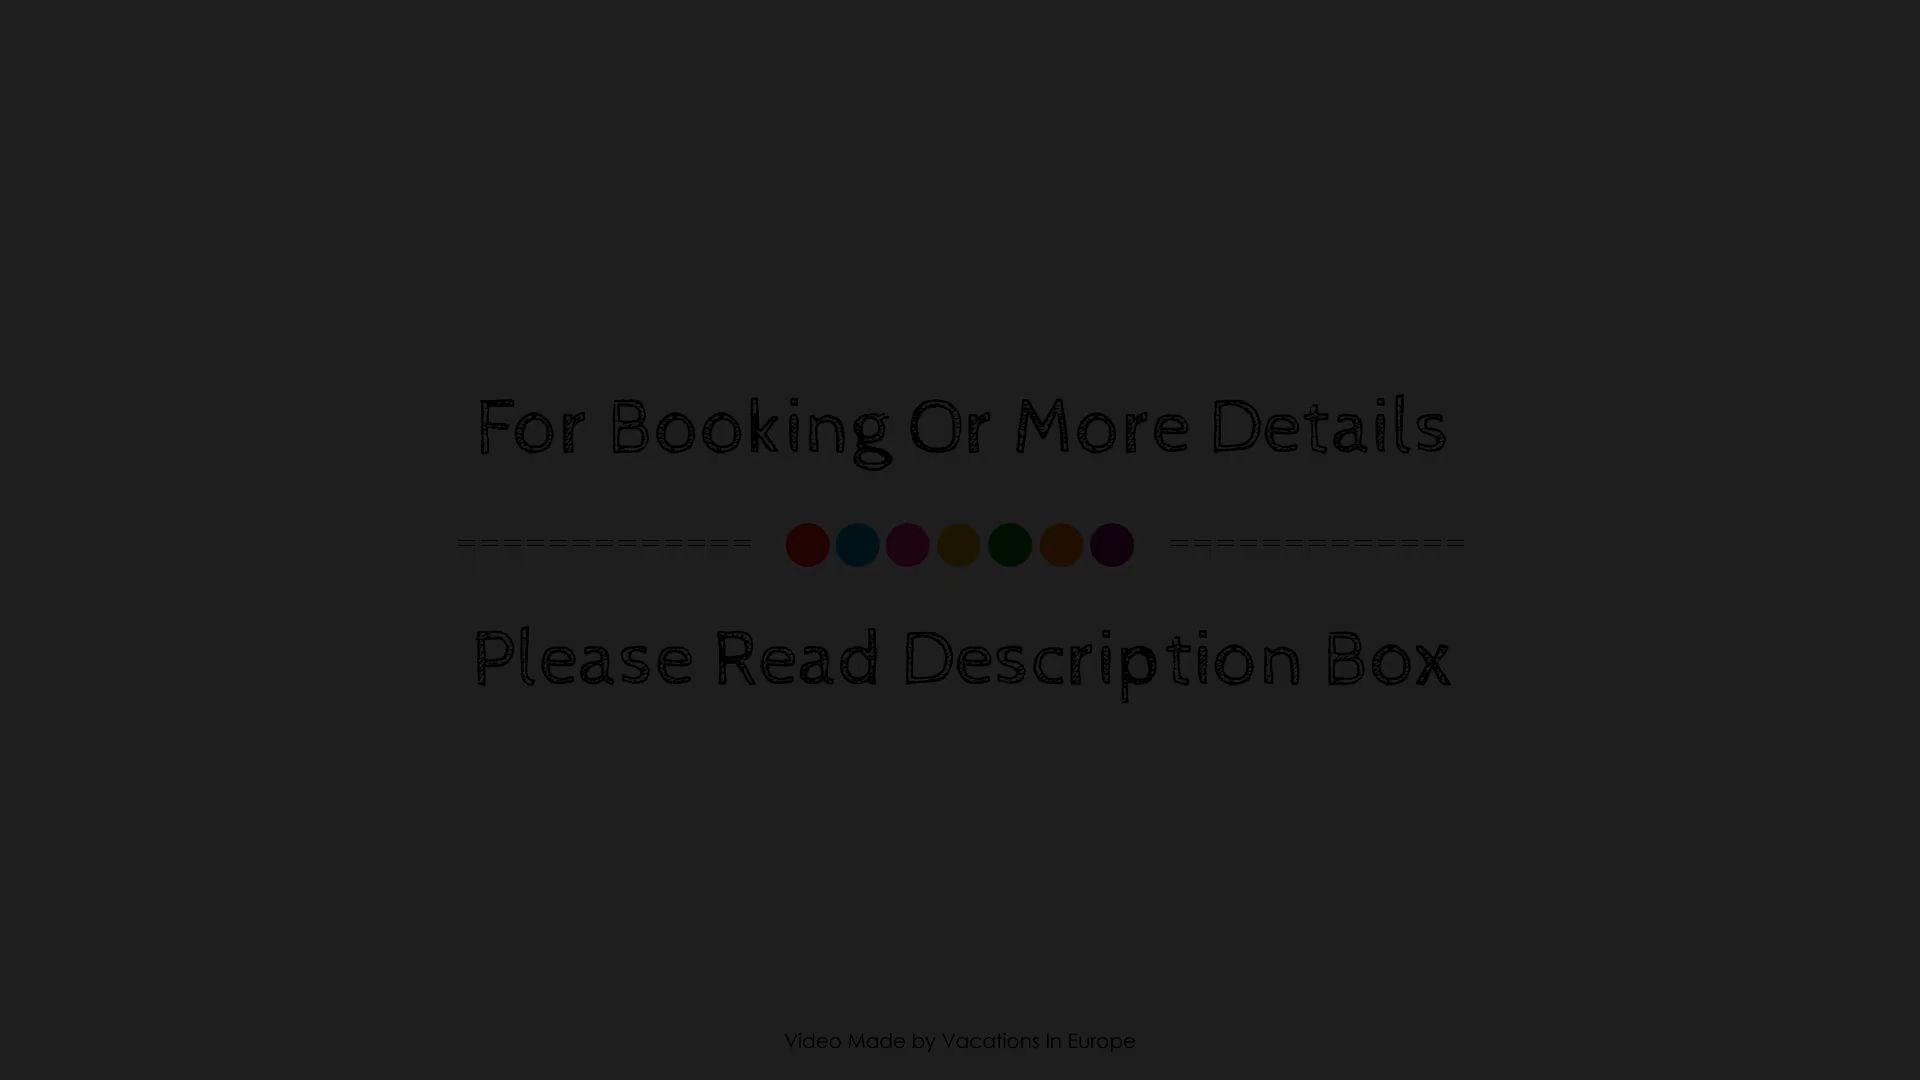 For Booking Or More Details
============= =============
Please Read Description Box
Video Made by Vacations In Europe